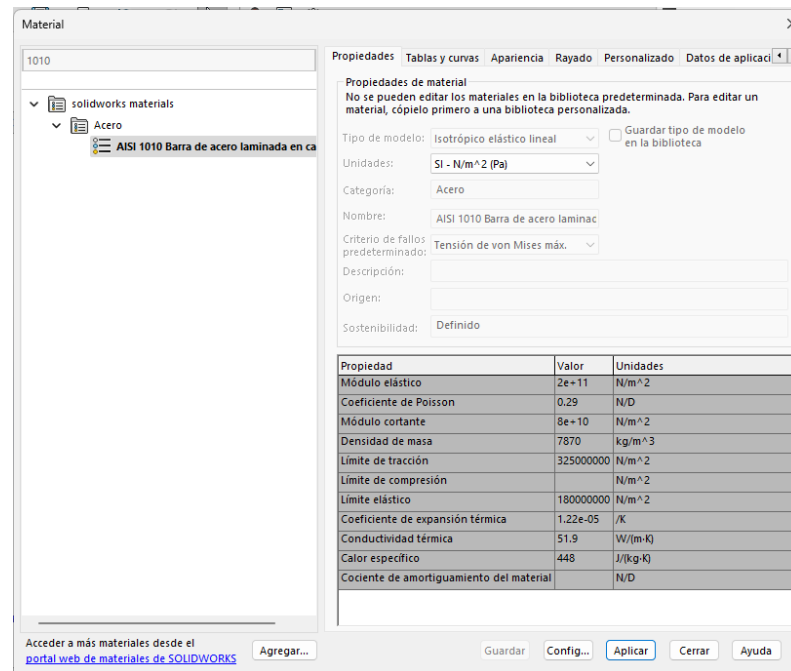 Material
1010
solidworks materials
Acero
AISI 1010 Barra de acero laminada en ca
Propiedades Tablas y curvas Apariencia Rayado Personalizado Datos de aplicaci
Propiedades de material
No se pueden editar los materiales en la biblioteca predeterminada. Para editar un
material, cópielo primero a una biblioteca personalizada.
Tipo de modelo: Isotrópico elástico lineal Guardar tipo de modelo
en la biblioteca
Unidades: SI - N/m^2 (Pa)
Categoría: Acero
Nombre: AISI 1010 Barra de acero laminac
Criterio de fallos
predeterminado: Tensión de von Mises máx.
Descripción:
Origen:
Sostenibilidad: Definido
Propiedad Valor Unidades
Módulo elástico 2e+11 N/m^2
Coeficiente de Poisson 0.29 N/D
Módulo cortante 8e+10 N/m^2
Densidad de masa 7870 kg/m^3
Límite de tracción 325000000 N/m^2
Límite de compresión N/m^2
Límite elástico 180000000 N/m^2
Coeficiente de expansión térmica 1.22e-05 /K
Conductividad térmica 51.9 W/(m·K)
Calor específico 448 J/(kg·K)
Cociente de amortiguamiento del material N/D
Acceder a más materiales desde el
portal web de materiales de SOLIDWORKS
Agregar... Guardar Config... Aplicar Cerrar Ayuda